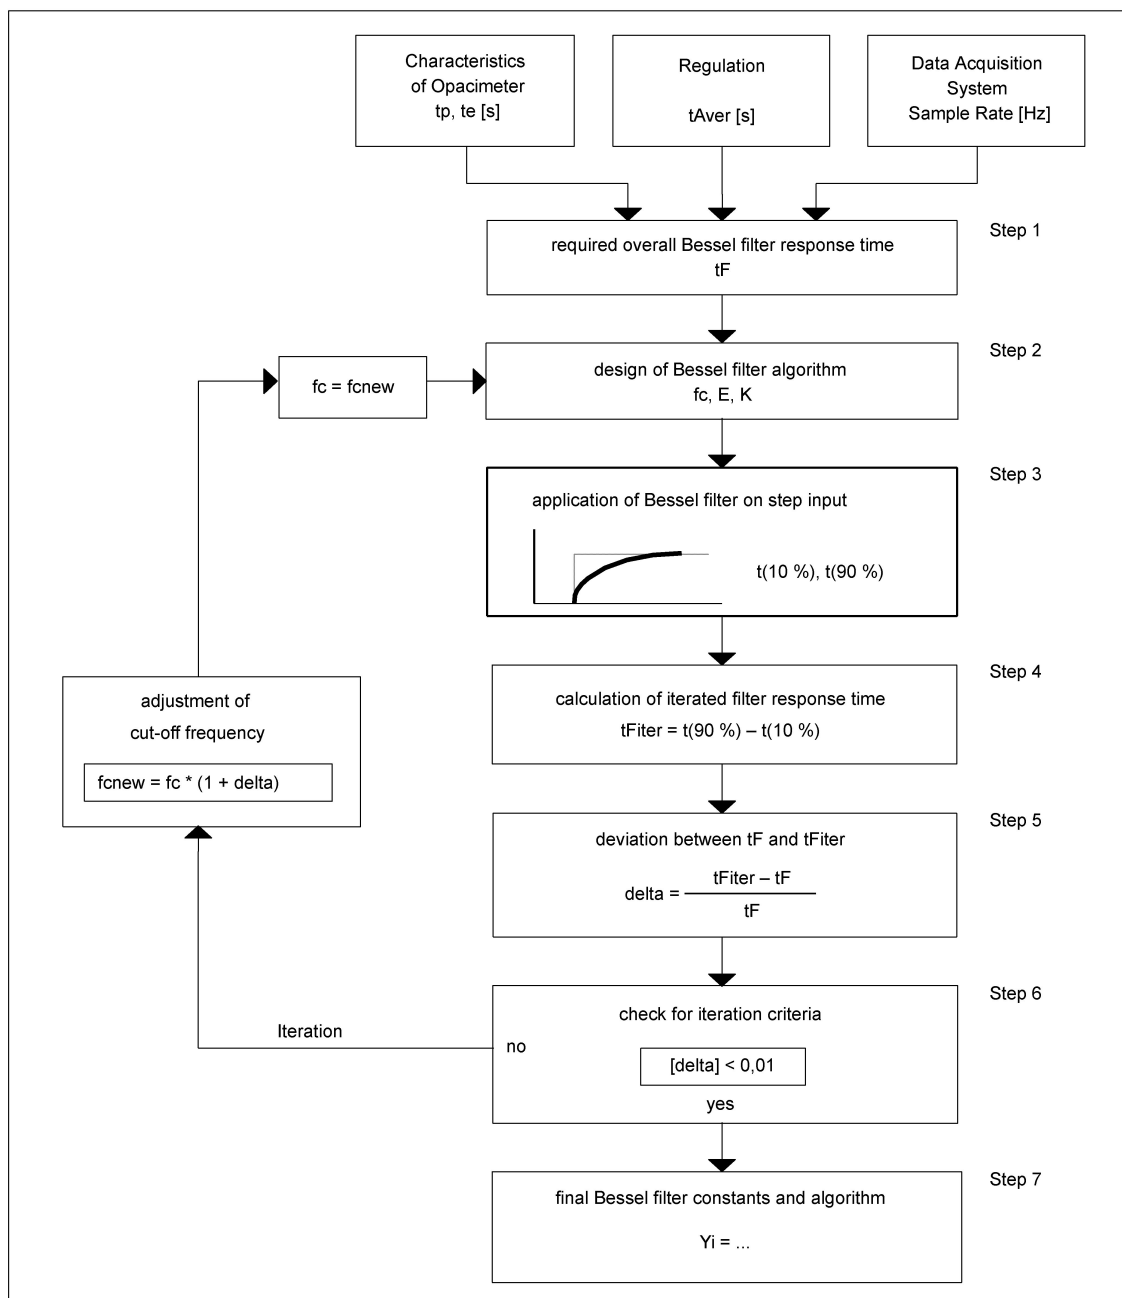 Characteristics
of Opacimeter
tp, te [s]
Regulation
tAver [s]
Data Acquisition
System
Sample Rate [Hz]
Step 1
required overall Bessel filter response time
tF
Step 2
design of Bessel filter algorithm
fc, E, K
fc = fcnew
Step 3
application of Bessel filter on step input
t(10 %), t(90 %)
Step 4
calculation of iterated filter response time
tFiter = t(90 %) – t(10 %)
adjustment of
cut-off frequency
fcnew = fc * (1 + delta)
Step 5
deviation between tF and tFiter
delta = tFiter – tF
tF
Step 6
check for iteration criteria
Iteration
no
[delta] < 0,01
yes
Step 7
final Bessel filter constants and algorithm
Yi = ...